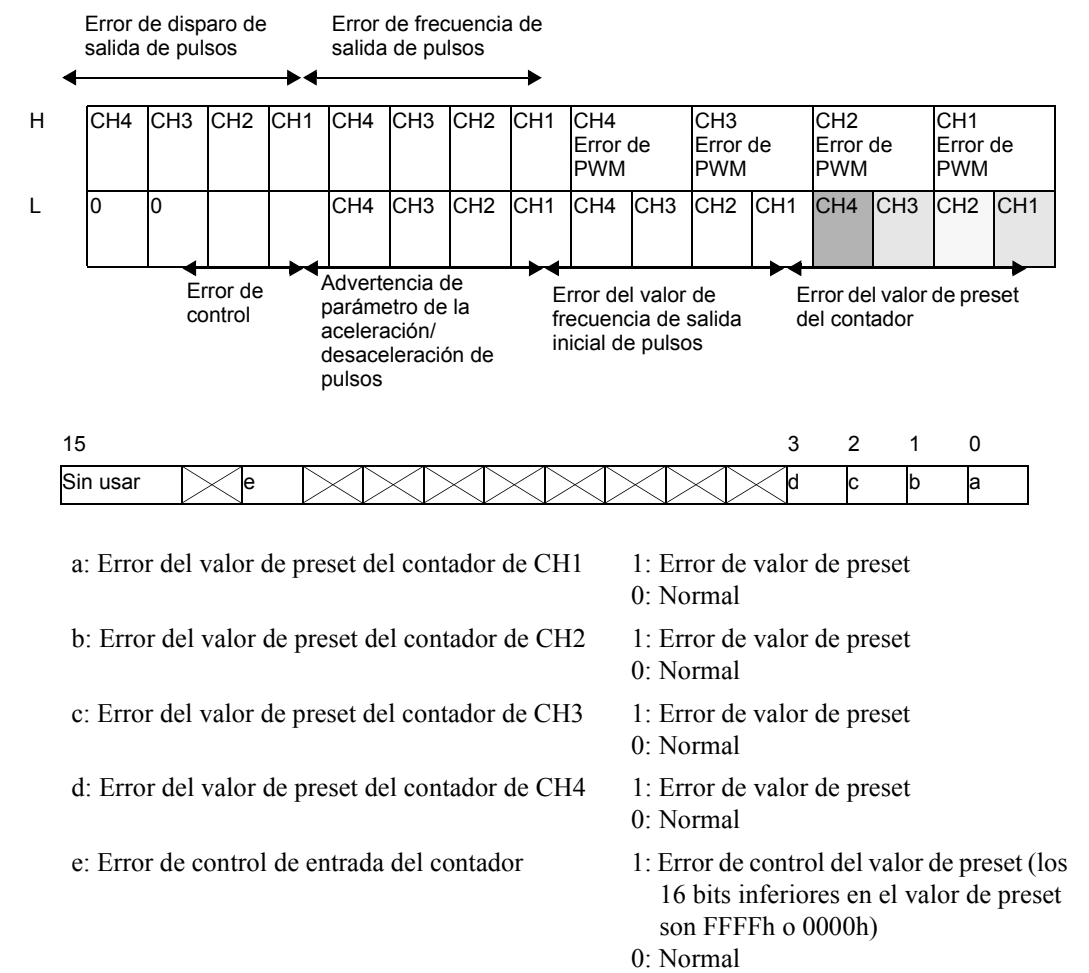 Error de disparo de
salida de pulsos
Error de frecuencia de
salida de pulsos
H CH4 CH3 CH2 CH1 CH4 CH3 CH2 CH1 CH4 Error de PWM CH3 Error de PWM CH2 Error de PWM CH1 Error de PWM
L 0 0 CH4 CH3 CH2 CH1 CH4 CH3 CH2 CH1 CH4 CH3 CH2 CH1
Error de
control
Advertencia de
parámetro de la
aceleración/
desaceleración de
pulsos
Error del valor de
frecuencia de salida
inicial de pulsos
Error del valor de preset
del contador
15 3 2 1 0
Sin usar e d c b a
a: Error del valor de preset del contador de CH1 1: Error de valor de preset
0: Normal
b: Error del valor de preset del contador de CH2 1: Error de valor de preset
0: Normal
c: Error del valor de preset del contador de CH3 1: Error de valor de preset
0: Normal
d: Error del valor de preset del contador de CH4 1: Error de valor de preset
0: Normal
e: Error de control de entrada del contador 1: Error de control del valor de preset (los
16 bits inferiores en el valor de preset
son FFFFh o 0000h)
0: Normal